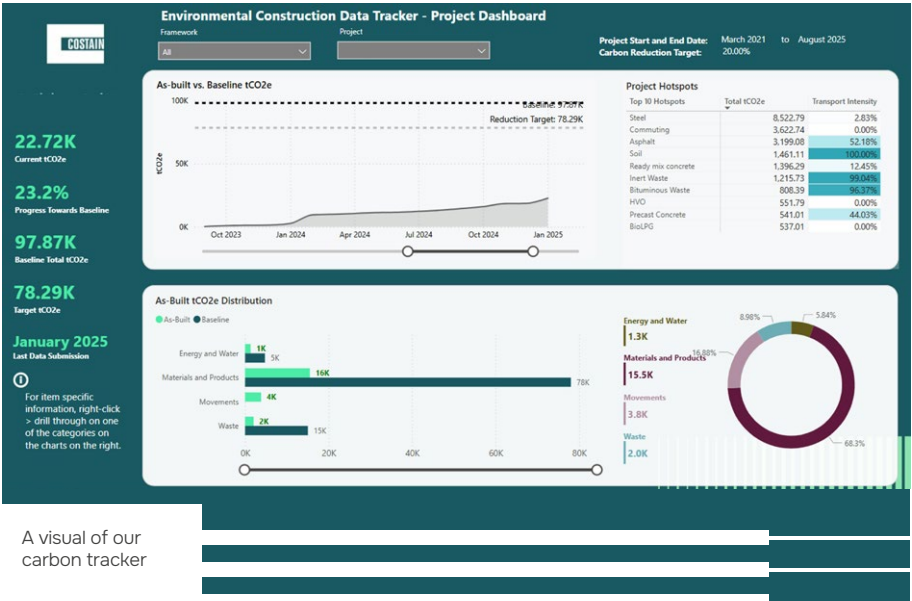 Environmental Construction Data Tracker - Project Dashboard
COSTAIN
Framework
All
Project
Project Start and End Date: March 2021 to August 2025
Carbon Reduction Target: 20.00%
22.72K
Current tCO2e
23.2%
Progress Towards Baseline
97.87K
Baseline Total tCO2e
78.29K
Target tCO2e
January 2025
Last Data Submission
For item specific
information, right-click
> drill through on one
of the categories on
the charts on the right.
As-built vs. Baseline tCO2e
100K
Baseline: 97.87K
Reduction Target: 78.29K
tCO2e
50K
0K
Oct 2023 Jan 2024 Apr 2024 Jul 2024 Oct 2024 Jan 2025
Project Hotspots
Top 10 Hotspots Total tCO2e Transport Intensity
Steel 8,522.79 2.83%
Commuting 3,622.74 0.00%
Asphalt 3,199.08 52.18%
Soil 1,461.11 100.00%
Ready mix concrete 1,396.29 12.45%
Inert Waste 1,215.73 99.04%
Bituminous Waste 808.39 96.37%
HVO 551.79 0.00%
Precast Concrete 541.01 44.03%
BioLPG 537.01 0.00%
As-Built tCO2e Distribution
As-Built Baseline
Energy and Water 1K
5K
Materials and Products 16K
78K
Movements 4K
Waste 2K
15K
0K 20K 40K 60K 80K
Energy and Water
1.3K
Materials and Products
15.5K
Movements
3.8K
Waste
2.0K
8.98%
5.84%
16.88%
68.3%
A visual of our
carbon tracker